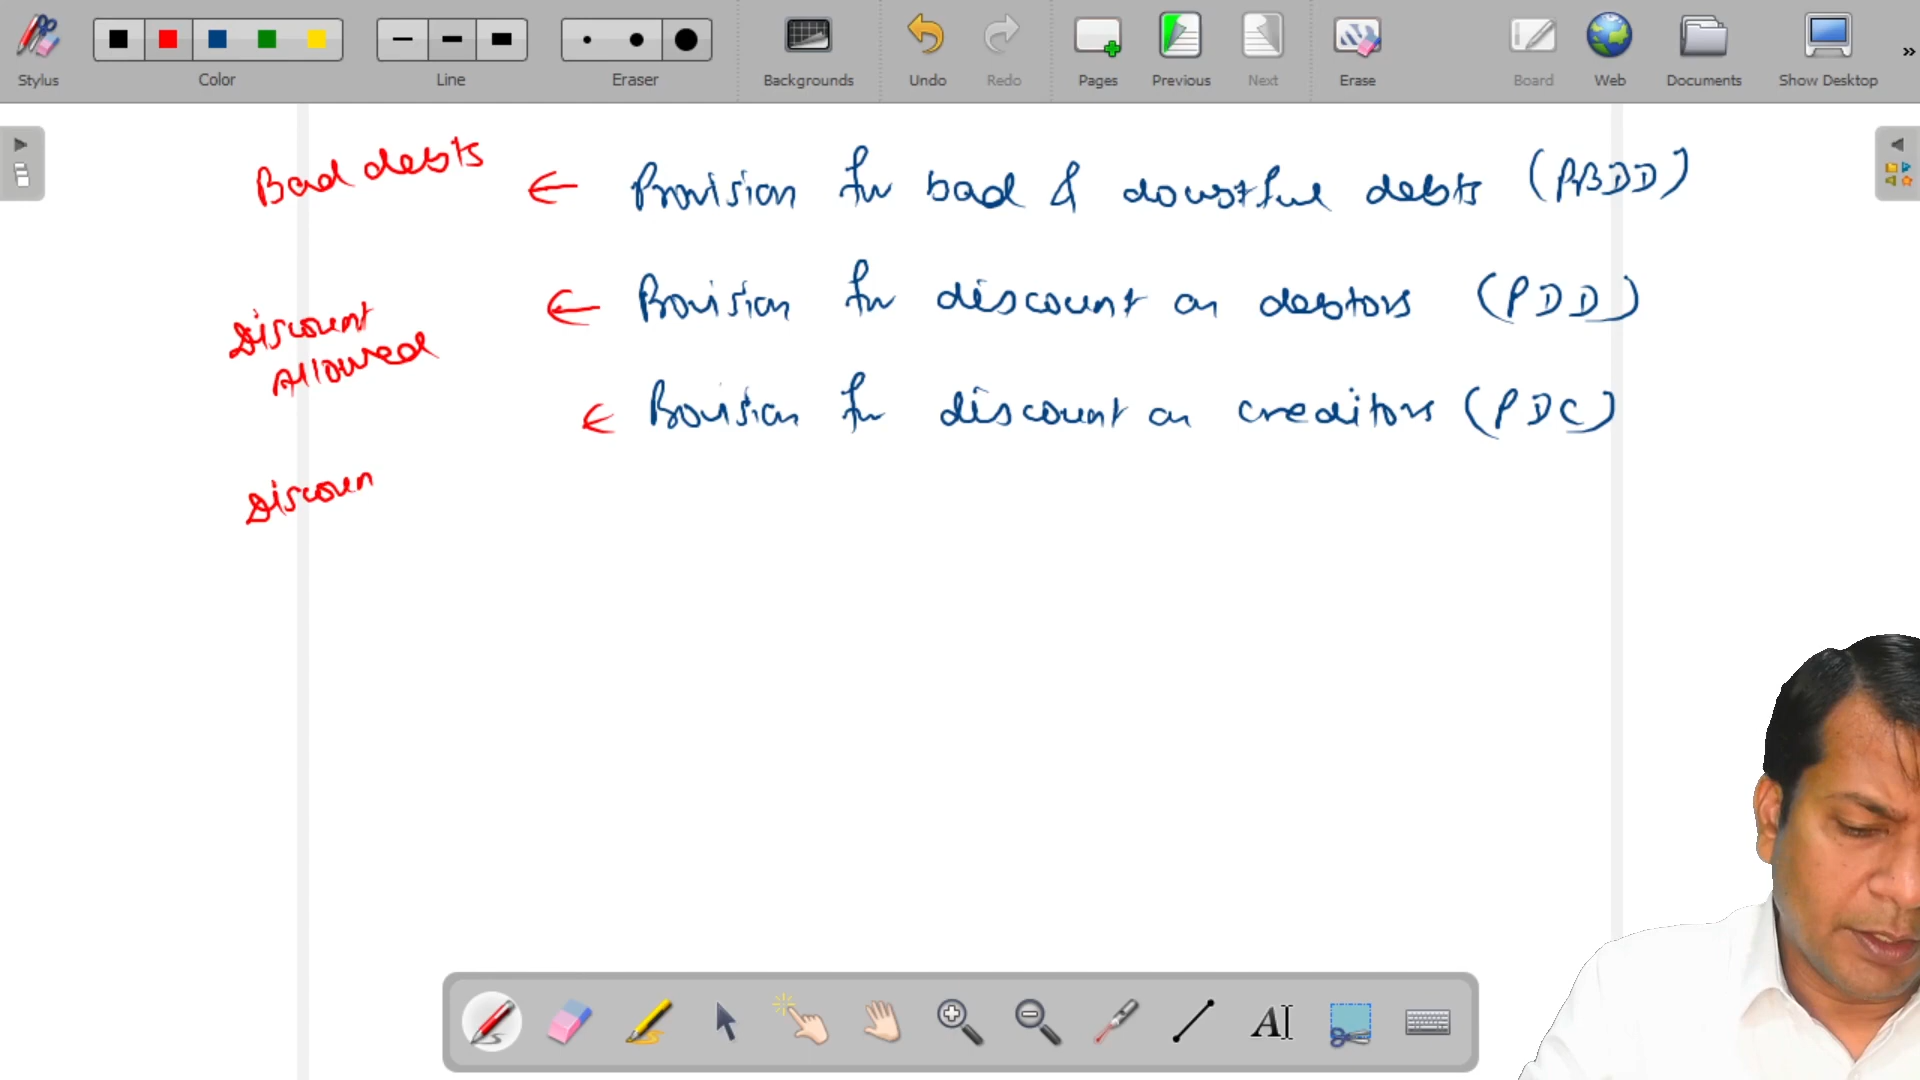 Stylus Color Line Eraser Backgrounds Undo Redo Pages Previous Next Erase Board Web Documents Show Desktop »
Bad debts ← Provision for bad & doubtful debts (PBDD)
Discount Allowed ← Provision for discount on debtors (PDD)
← Provision for discount on creditors (PDC)
Discoun
A